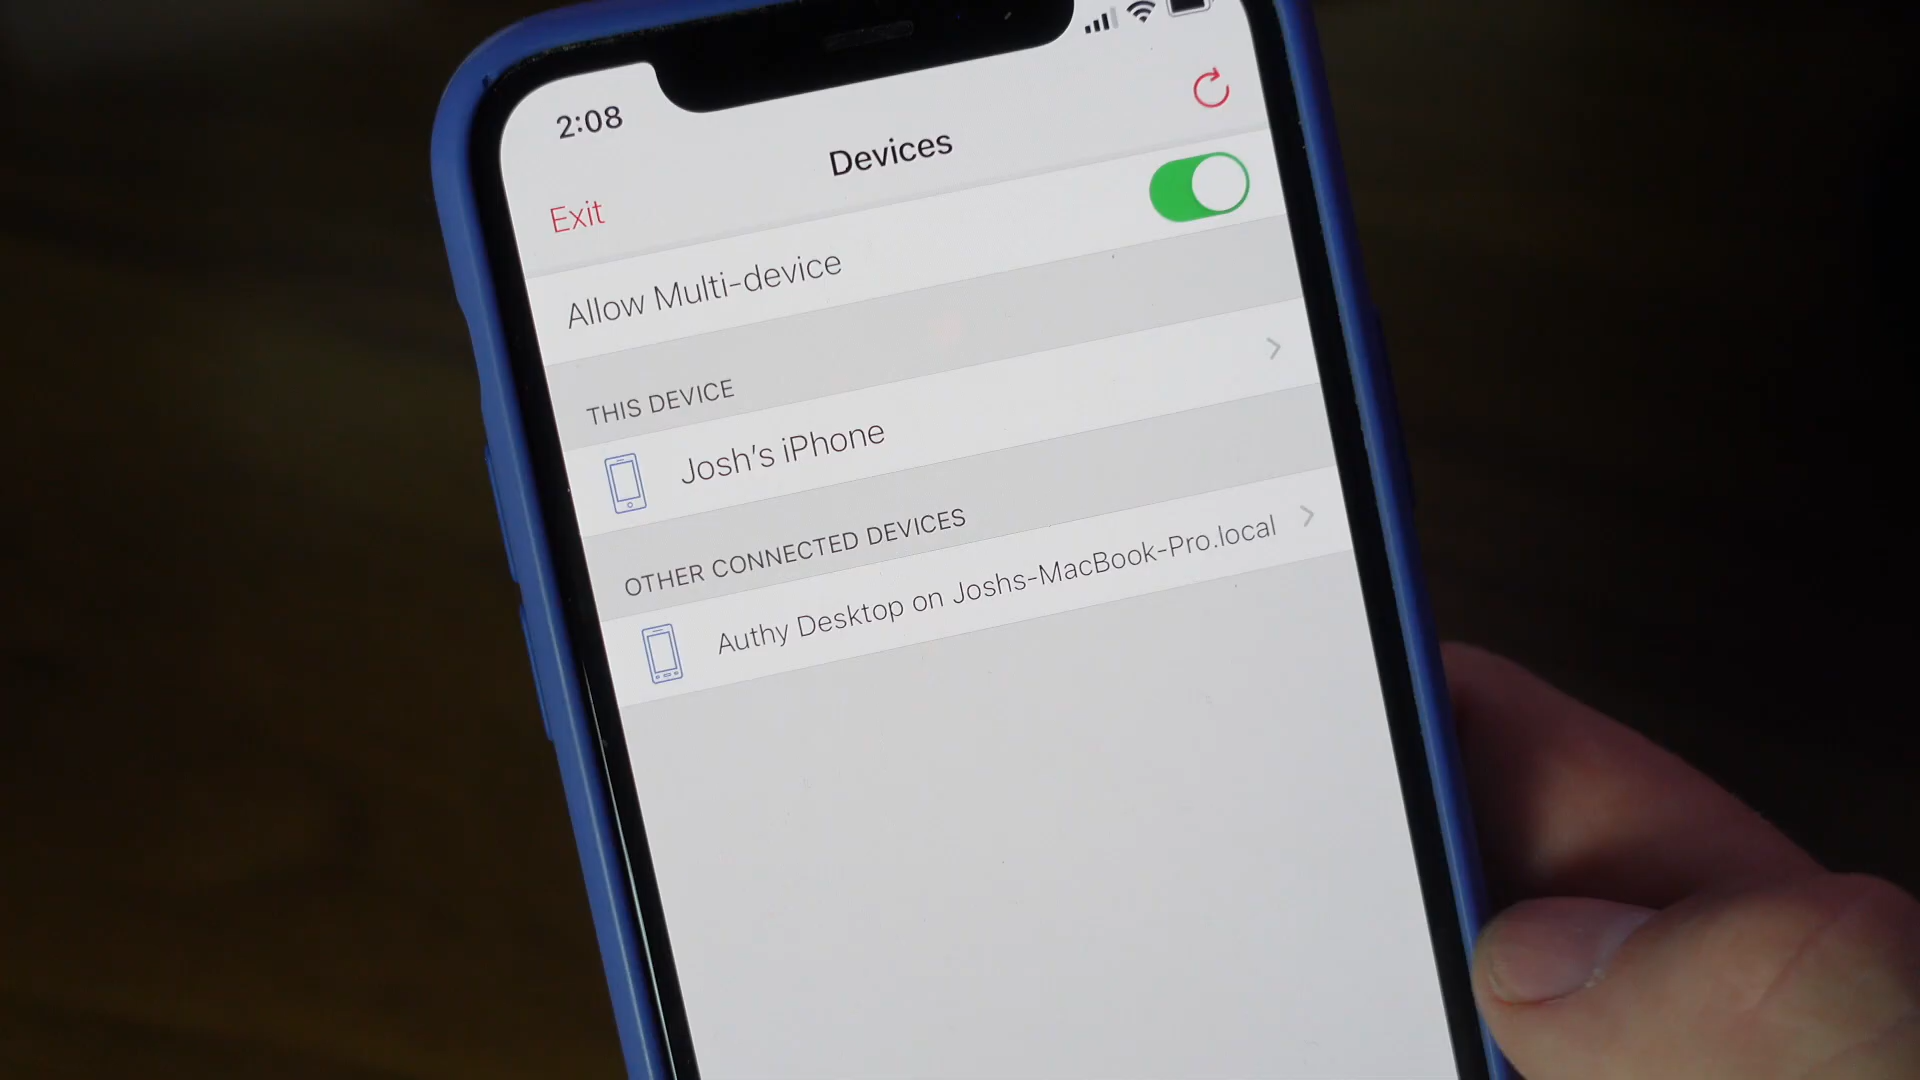 2:08
Devices
Exit
Allow Multi-device
THIS DEVICE
Josh's iPhone
OTHER CONNECTED DEVICES
Authy Desktop on Joshs-MacBook-Pro.local